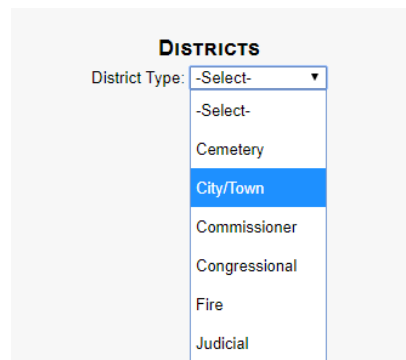 DISTRICTS
District Type: -Select-
-Select-
Cemetery
City/Town
Commissioner
Congressional
Fire
Judicial